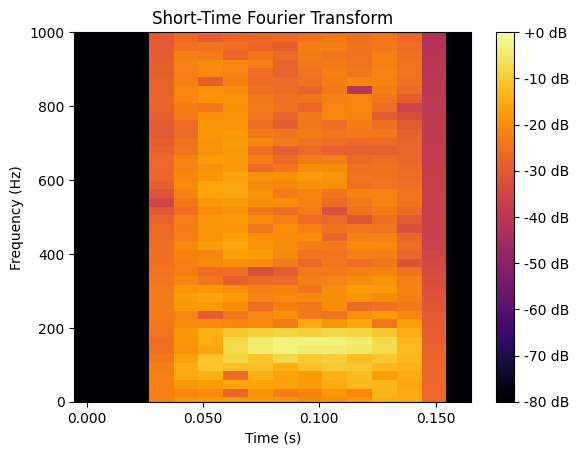 Short-Time Fourier Transform
1000
800
600
400
200
0
Frequency (Hz)
0.000
0.050
0.100
0.150
Time (s)
+0 dB
-10 dB
-20 dB
-30 dB
-40 dB
-50 dB
-60 dB
-70 dB
-80 dB